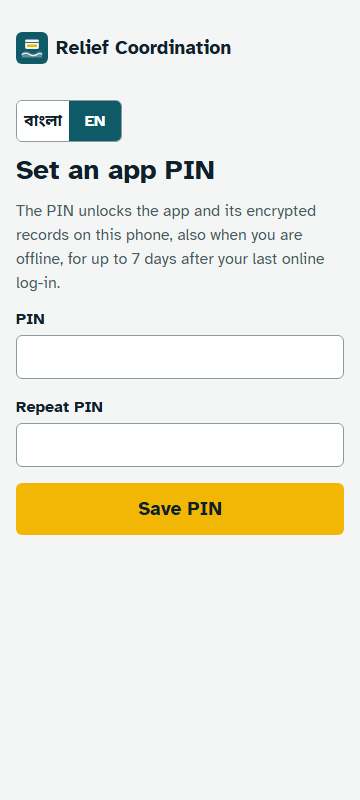 Relief Coordination
বাংলা
EN
Set an app PIN
The PIN unlocks the app and its encrypted
records on this phone, also when you are
offline, for up to 7 days after your last online
log-in.
PIN
Repeat PIN
Save PIN